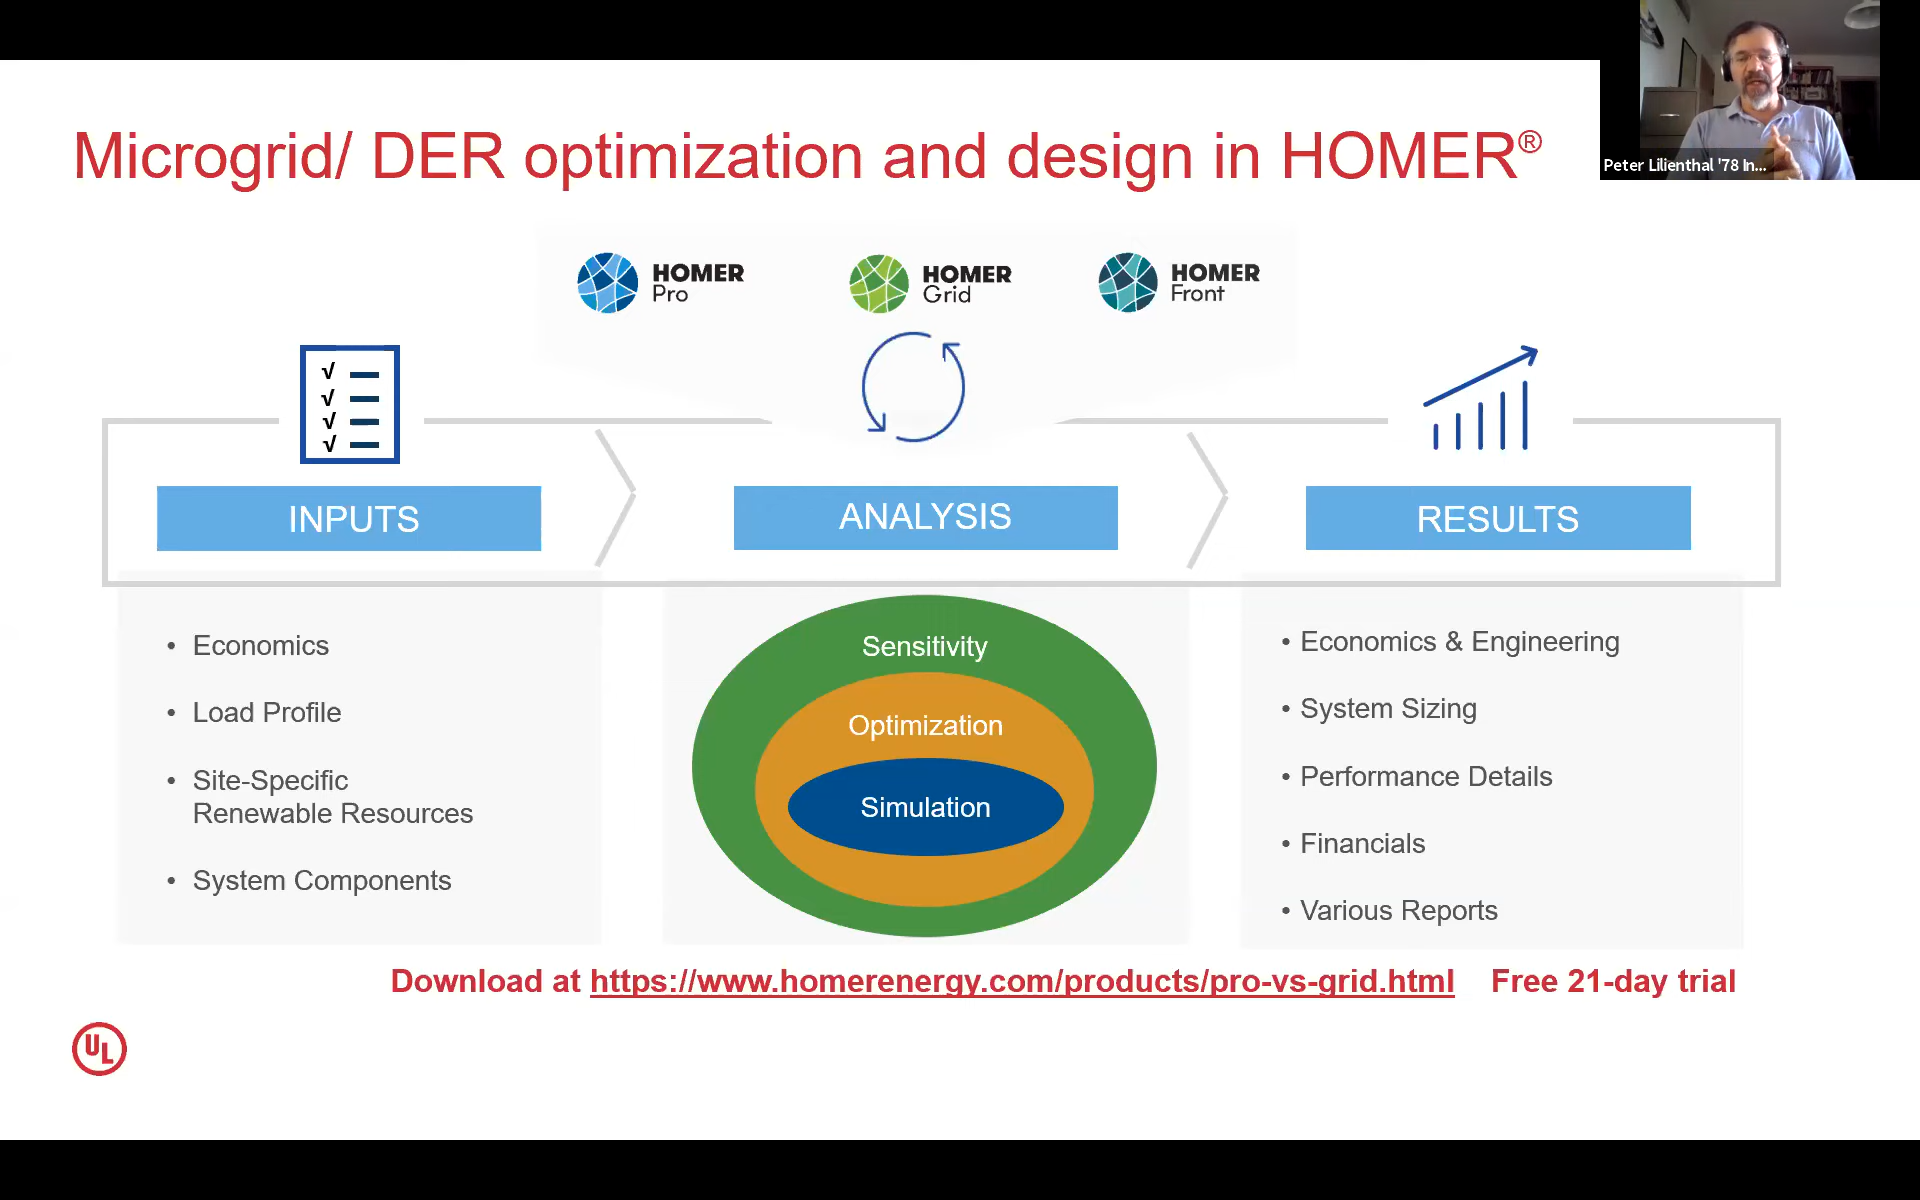 Peter Lilienthal '78 In...
Microgrid/ DER optimization and design in HOMER®
HOMER
Pro
HOMER
Grid
HOMER
Front
√
√
√
√
INPUTS
ANALYSIS
RESULTS
• Economics
• Load Profile
• Site-Specific
Renewable Resources
• System Components
Sensitivity
Optimization
Simulation
• Economics & Engineering
• System Sizing
• Performance Details
• Financials
• Various Reports
Download at https://www.homerenergy.com/products/pro-vs-grid.html Free 21-day trial
UL